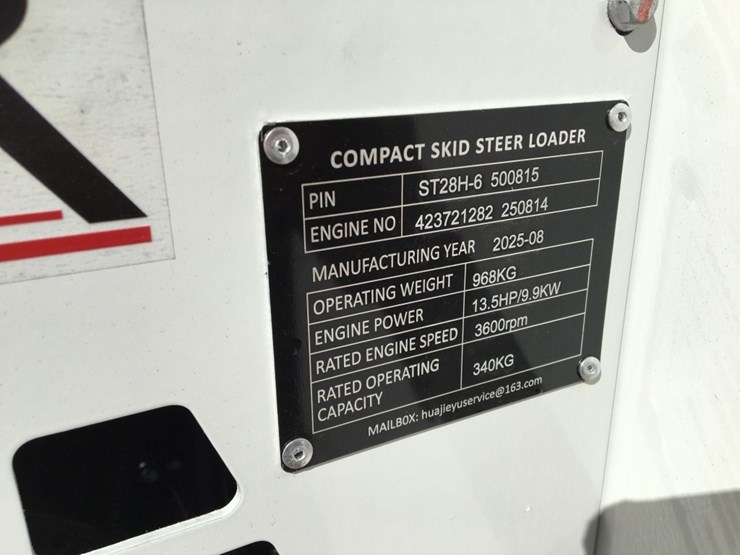 R
COMPACT SKID STEER LOADER
PIN ST28H-6 500815
ENGINE NO 423721282 250814
MANUFACTURING YEAR 2025-08
OPERATING WEIGHT 968KG
ENGINE POWER 13.5HP/9.9KW
RATED ENGINE SPEED 3600rpm
RATED OPERATING CAPACITY 340KG
MAILBOX: huajieyuservice@163.com